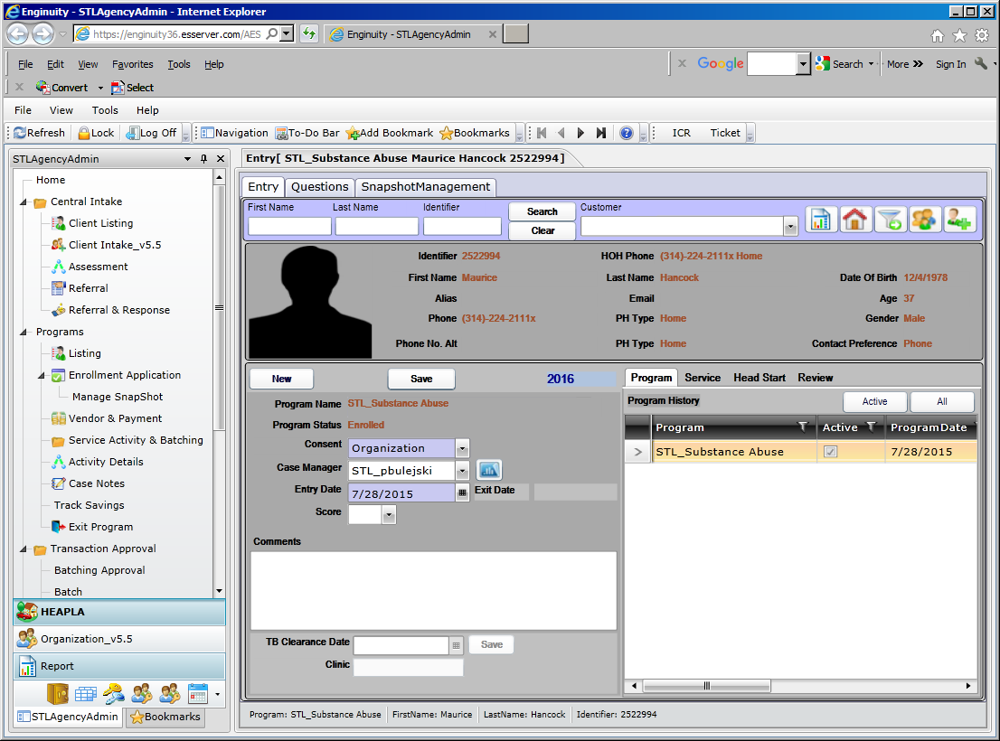 Enginuity - STLAgencyAdmin - Internet Explorer
https://enginuity36.esserver.com/AES
Enginuity - STLAgencyAdmin
File Edit View Favorites Tools Help
Google Search More » Sign In
Convert Select
File View Tools Help
Refresh Lock Log Off Navigation To-Do Bar Add Bookmark Bookmarks ICR Ticket
STLAgencyAdmin
Home
Central Intake
Client Listing
Client Intake_v5.5
Assessment
Referral
Referral & Response
Programs
Listing
Enrollment Application
Manage SnapShot
Vendor & Payment
Service Activity & Batching
Activity Details
Case Notes
Track Savings
Exit Program
Transaction Approval
Batching Approval
Batch
HEAPLA
Organization_v5.5
Report
STLAgencyAdmin Bookmarks
Entry[ STL_Substance Abuse Maurice Hancock 2522994]
Entry Questions SnapshotManagement
First Name Last Name Identifier Search Customer
Clear
Identifier 2522994 HOH Phone (314)-224-2111x Home
First Name Maurice Last Name Hancock Date Of Birth 12/4/1978
Alias Email Age 37
Phone (314)-224-2111x PH Type Home Gender Male
Phone No. Alt PH Type Home Contact Preference Phone
New Save 2016
Program Name STL_Substance Abuse
Program Status Enrolled
Consent Organization
Case Manager STL_pbulejski
Entry Date 7/28/2015 Exit Date
Score
Comments
TB Clearance Date Save
Clinic
Program Service Head Start Review
Program History Active All
Program Active ProgramDate
> STL_Substance Abuse 7/28/2015
Program: STL_Substance Abuse FirstName: Maurice LastName: Hancock Identifier: 2522994